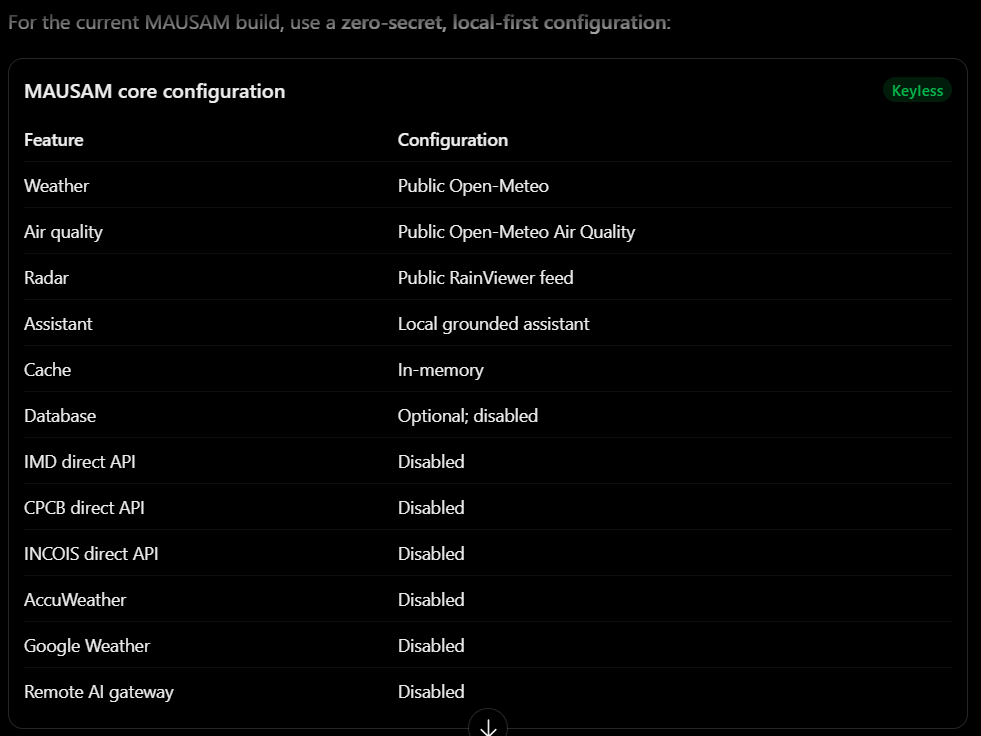 For the current MAUSAM build, use a zero-secret, local-first configuration:
MAUSAM core configuration
Keyless
Feature Configuration
Weather Public Open-Meteo
Air quality Public Open-Meteo Air Quality
Radar Public RainViewer feed
Assistant Local grounded assistant
Cache In-memory
Database Optional; disabled
IMD direct API Disabled
CPCB direct API Disabled
INCOIS direct API Disabled
AccuWeather Disabled
Google Weather Disabled
Remote AI gateway Disabled